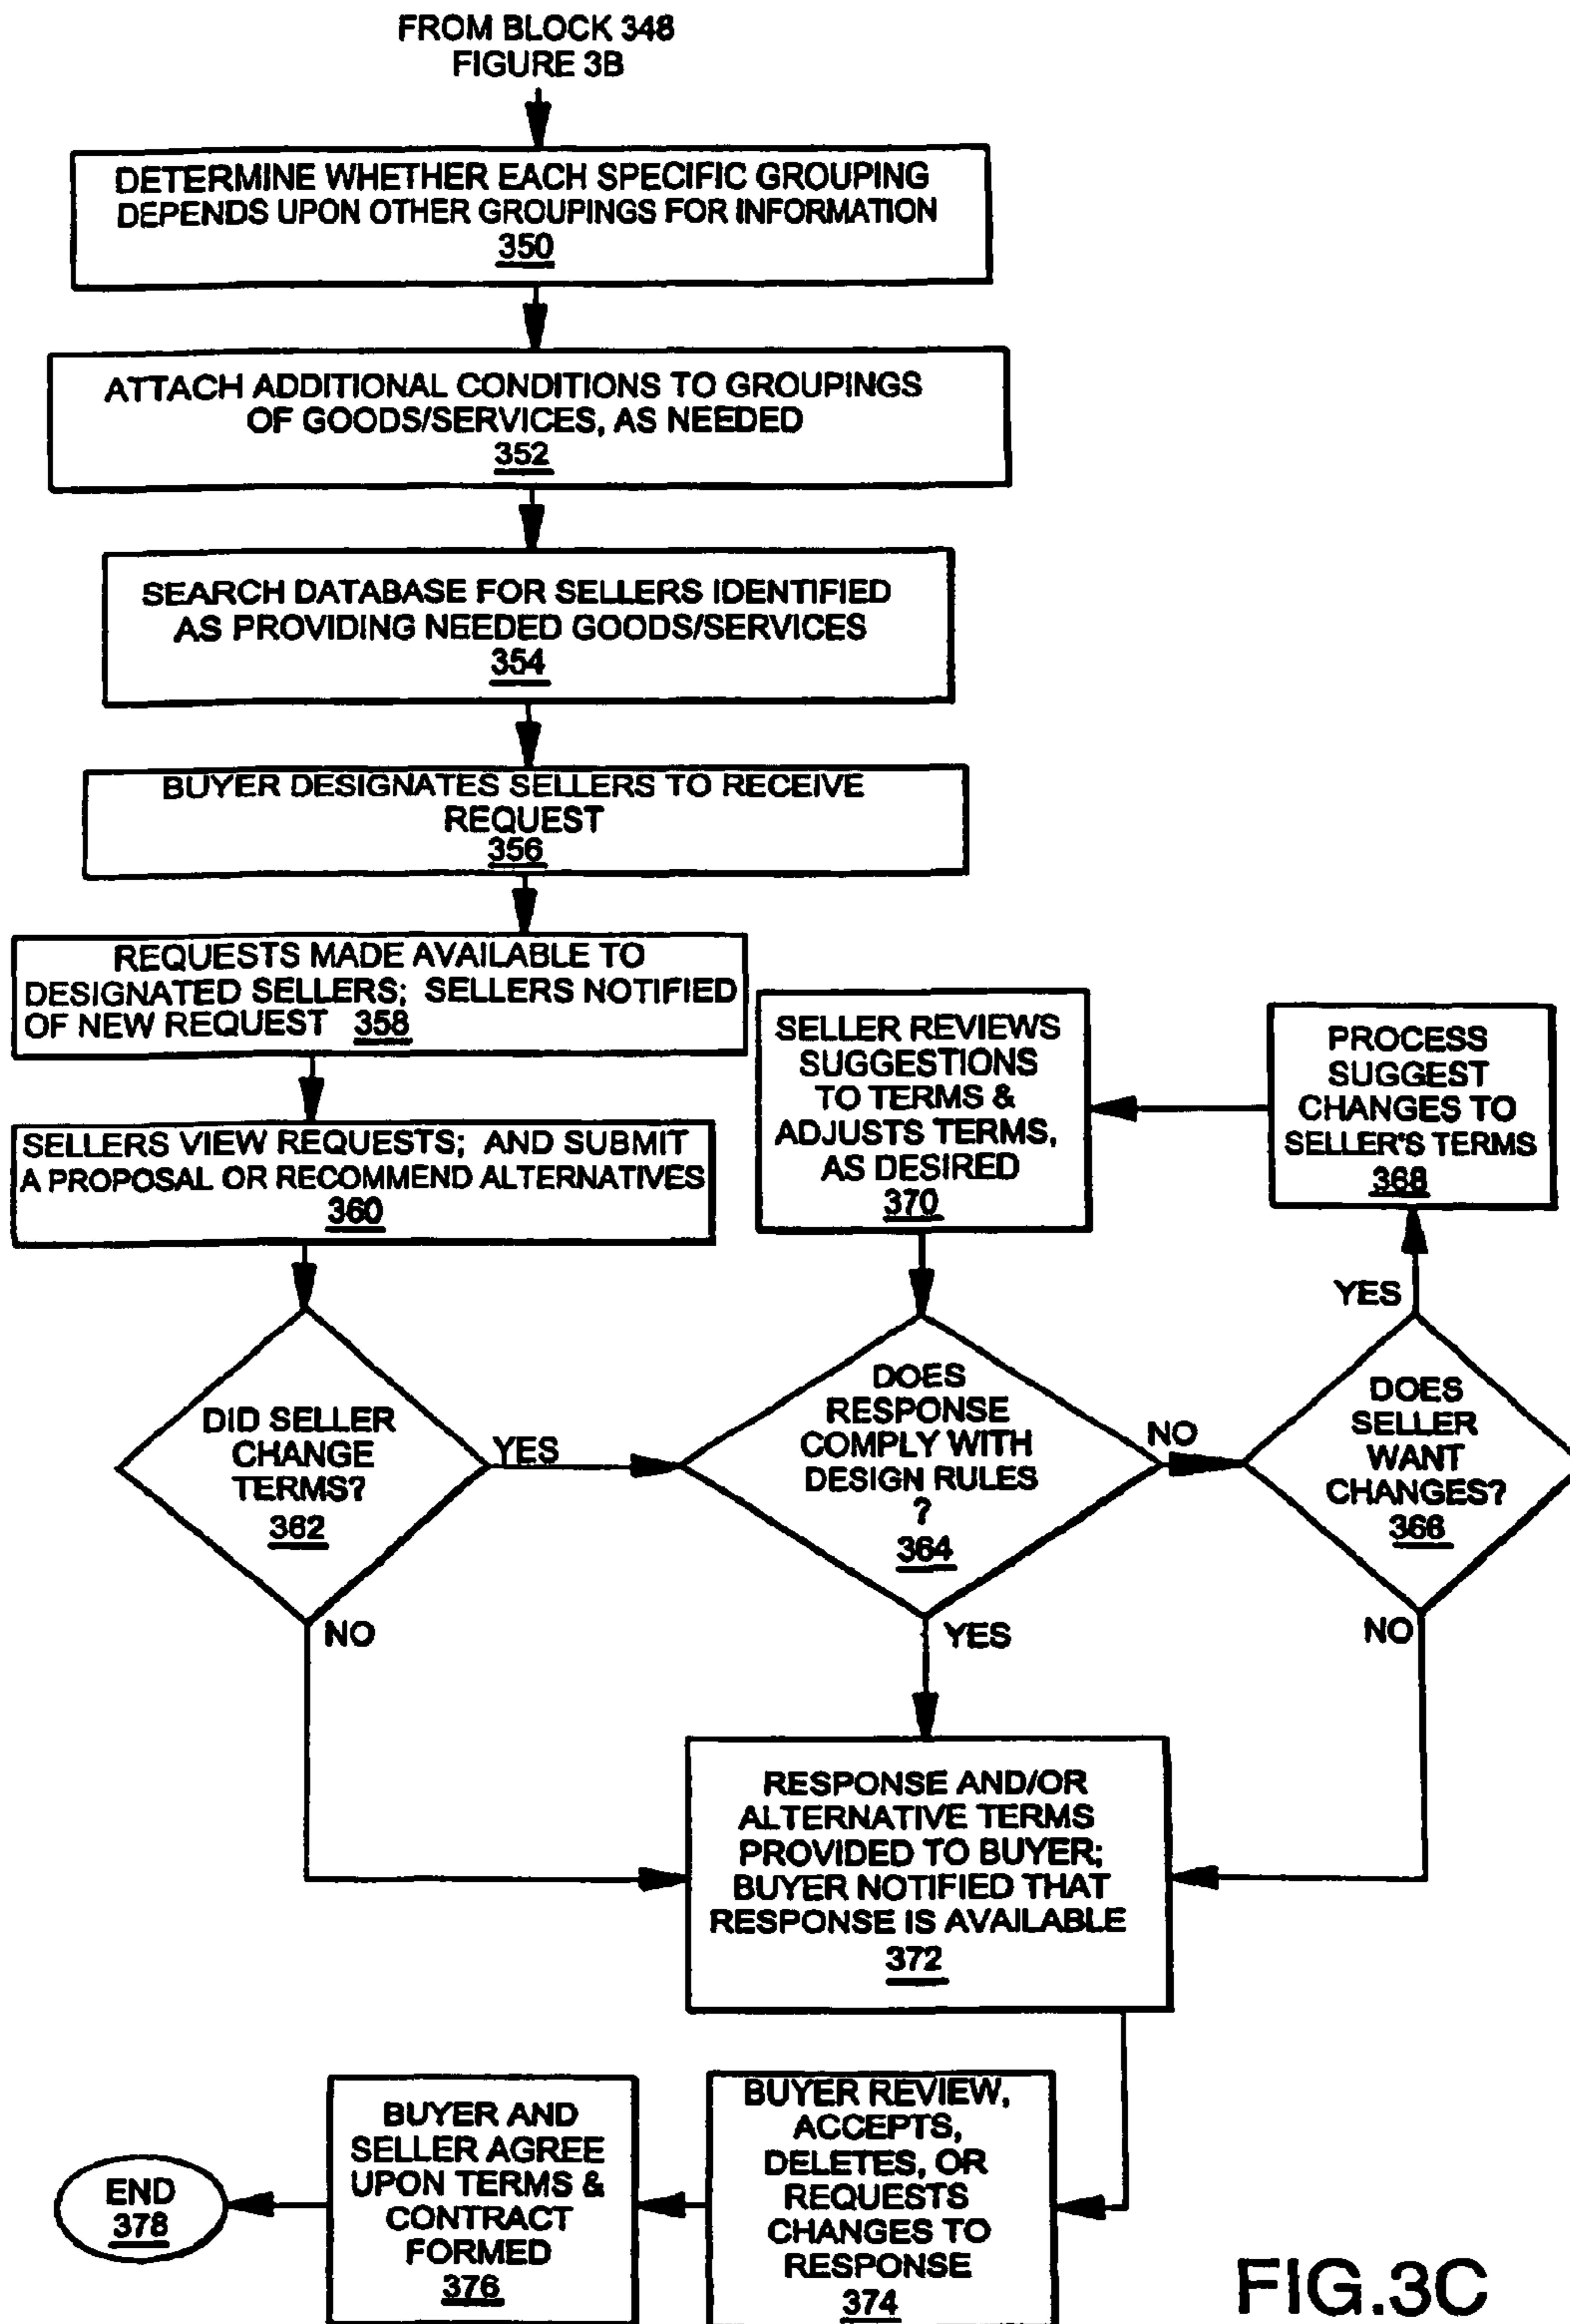 FROM BLOCK 348
FIGURE 3B
DETERMINE WHETHER EACH SPECIFIC GROUPING
DEPENDS UPON OTHER GROUPINGS FOR INFORMATION
350
ATTACH ADDITIONAL CONDITIONS TO GROUPINGS
OF GOODS/SERVICES, AS NEEDED
352
SEARCH DATABASE FOR SELLERS IDENTIFIED
AS PROVIDING NEEDED GOODS/SERVICES
354
BUYER DESIGNATES SELLERS TO RECEIVE
REQUEST
356
REQUESTS MADE AVAILABLE TO
DESIGNATED SELLERS; SELLERS NOTIFIED
OF NEW REQUEST 358
SELLERS VIEW REQUESTS; AND SUBMIT
A PROPOSAL OR RECOMMEND ALTERNATIVES
360
SELLER REVIEWS
SUGGESTIONS
TO TERMS &
ADJUSTS TERMS,
AS DESIRED
370
PROCESS
SUGGEST
CHANGES TO
SELLER'S TERMS
368
DID SELLER
CHANGE
TERMS?
362
YES
NO
DOES
RESPONSE
COMPLY WITH
DESIGN RULES
?
364
NO
YES
DOES
SELLER
WANT
CHANGES?
366
YES
NO
RESPONSE AND/OR
ALTERNATIVE TERMS
PROVIDED TO BUYER;
BUYER NOTIFIED THAT
RESPONSE IS AVAILABLE
372
BUYER REVIEW,
ACCEPTS,
DELETES, OR
REQUESTS
CHANGES TO
RESPONSE
374
BUYER AND
SELLER AGREE
UPON TERMS &
CONTRACT
FORMED
376
END
378
FIG.3C